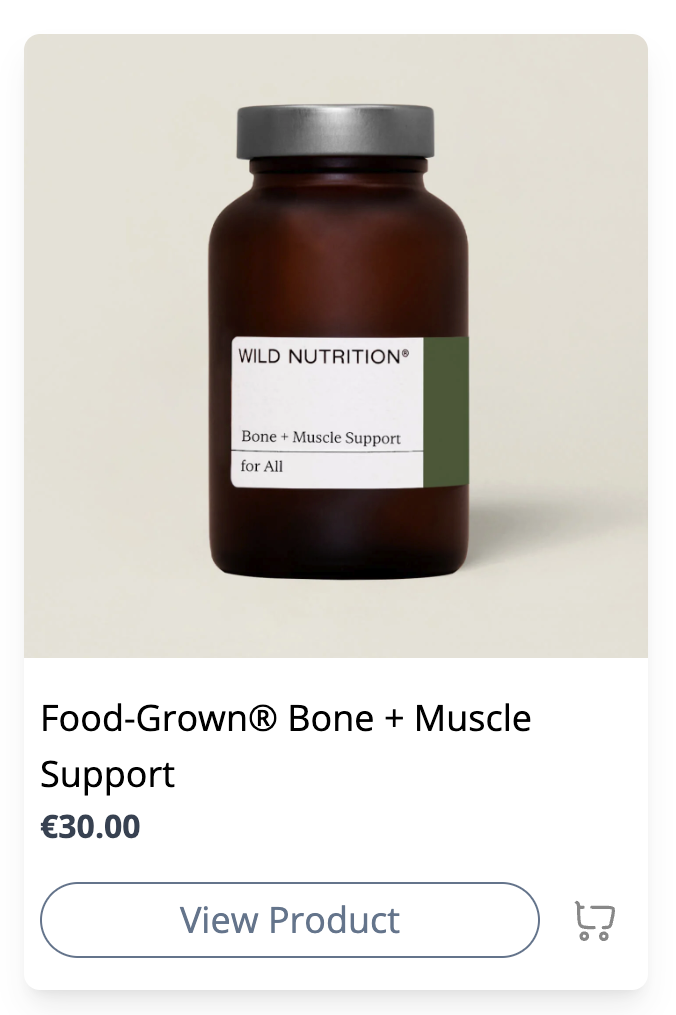 WILD NUTRITION®
Bone + Muscle Support
for All
Food-Grown® Bone + Muscle
Support
€30.00
View Product